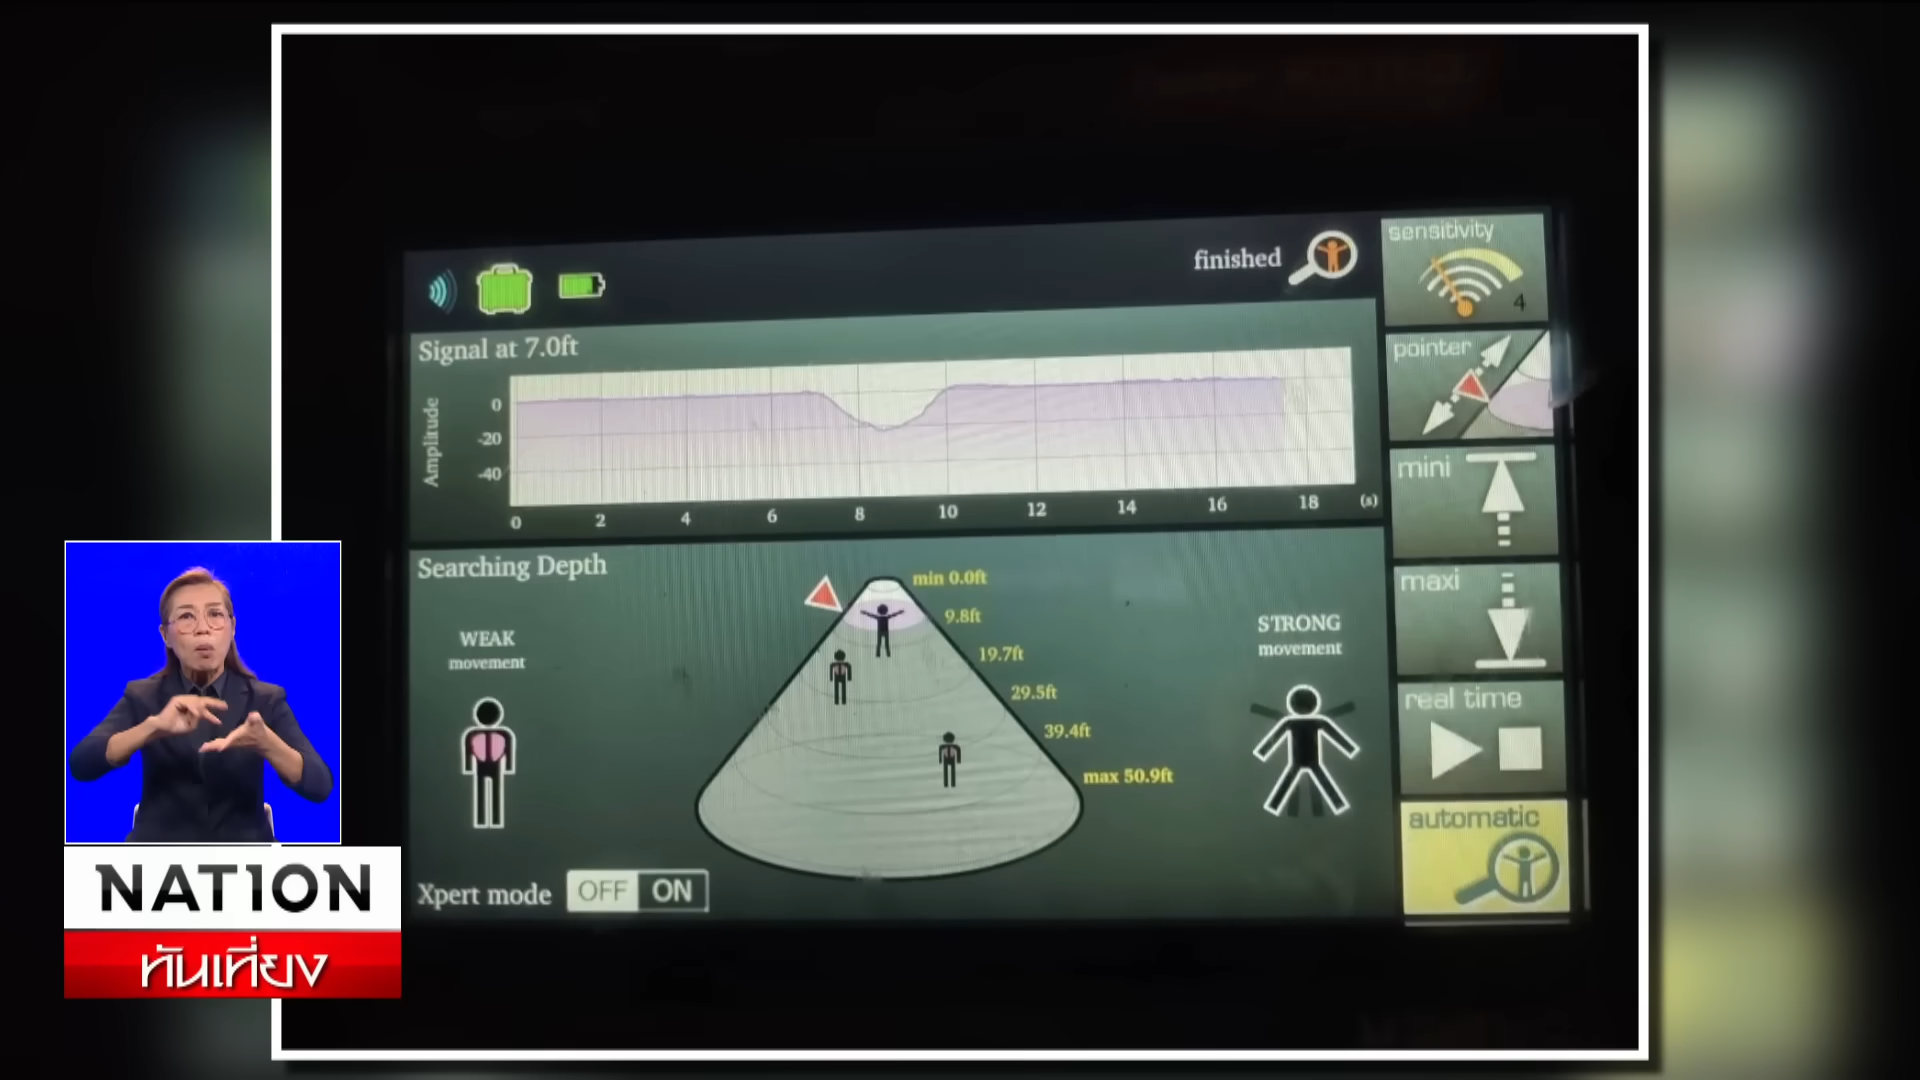 finished
sensitivity
4
Signal at 7.0ft
pointer
Amplitude
0
-20
-40
0 2 4 6 8 10 12 14 16 18 (s)
mini
Searching Depth
min 0.0ft
9.8ft
19.7ft
29.5ft
39.4ft
max 50.9ft
WEAK
movement
STRONG
movement
maxi
real time
automatic
Xpert mode OFF ON
NATION
ทันเที่ยง